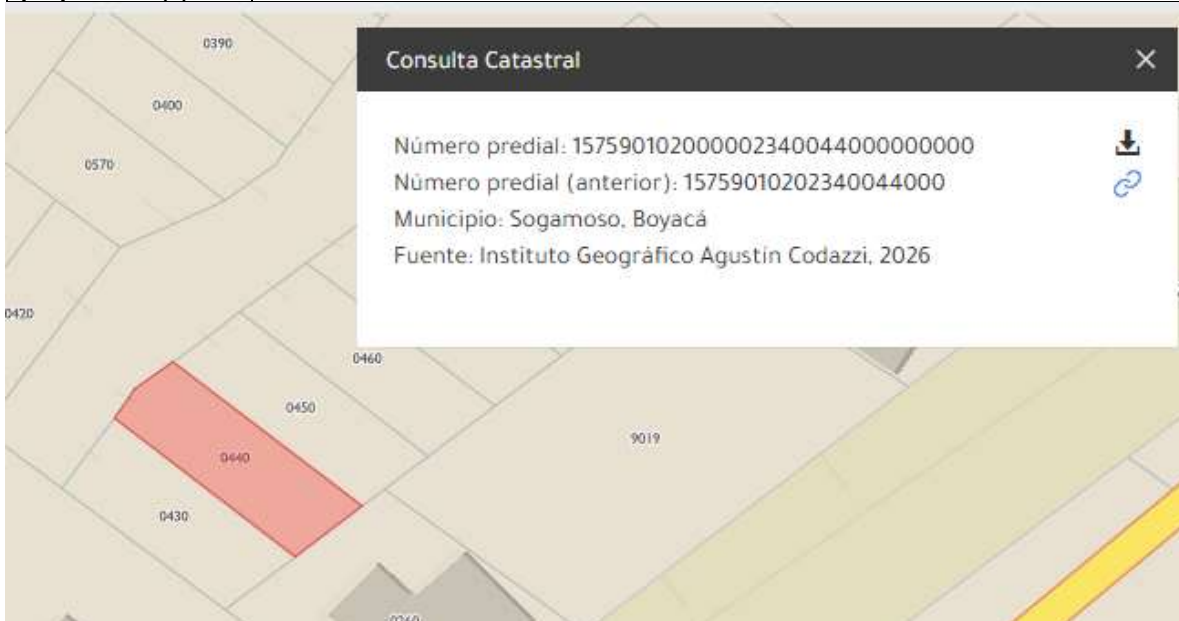 0390
0400
0570
0420
Consulta Catastral
Número predial: 157590102000002340044000000000
Número predial (anterior): 15759010202340044000
Municipio: Sogamoso, Boyacá
Fuente: Instituto Geográfico Agustín Codazzi, 2026
0460
0450
0440
0430
9019